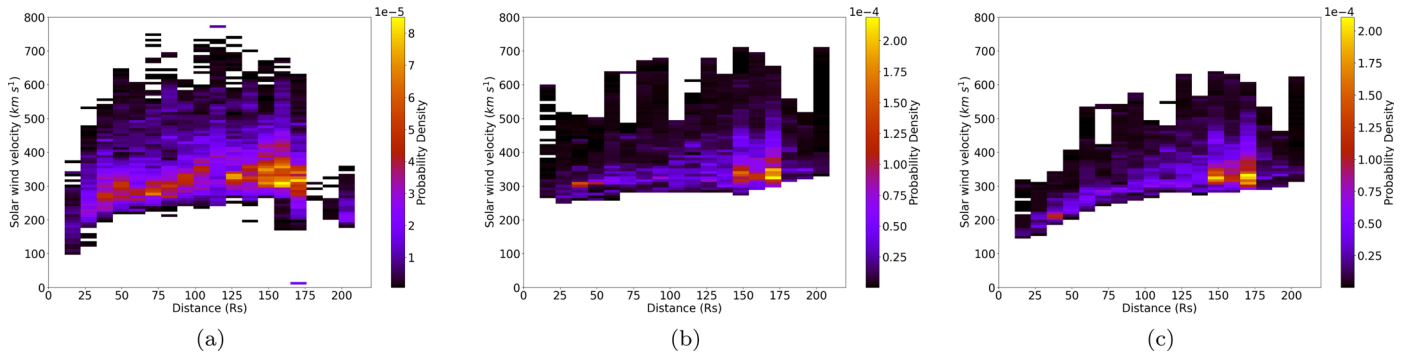 1e−5
800
700
600
500
400
300
200
100
0
Solar wind velocity (km s⁻¹)
0 25 50 75 100 125 150 175 200
Distance (Rs)
8
7
6
5
4
3
2
1
Probability Density
(a)
1e−4
800
700
600
500
400
300
200
100
0
Solar wind velocity (km s⁻¹)
0 25 50 75 100 125 150 175 200
Distance (Rs)
2.00
1.75
1.50
1.25
1.00
0.75
0.50
0.25
Probability Density
(b)
1e−4
800
700
600
500
400
300
200
100
0
Solar wind velocity (km s⁻¹)
0 25 50 75 100 125 150 175 200
Distance (Rs)
2.00
1.75
1.50
1.25
1.00
0.75
0.50
0.25
Probability Density
(c)